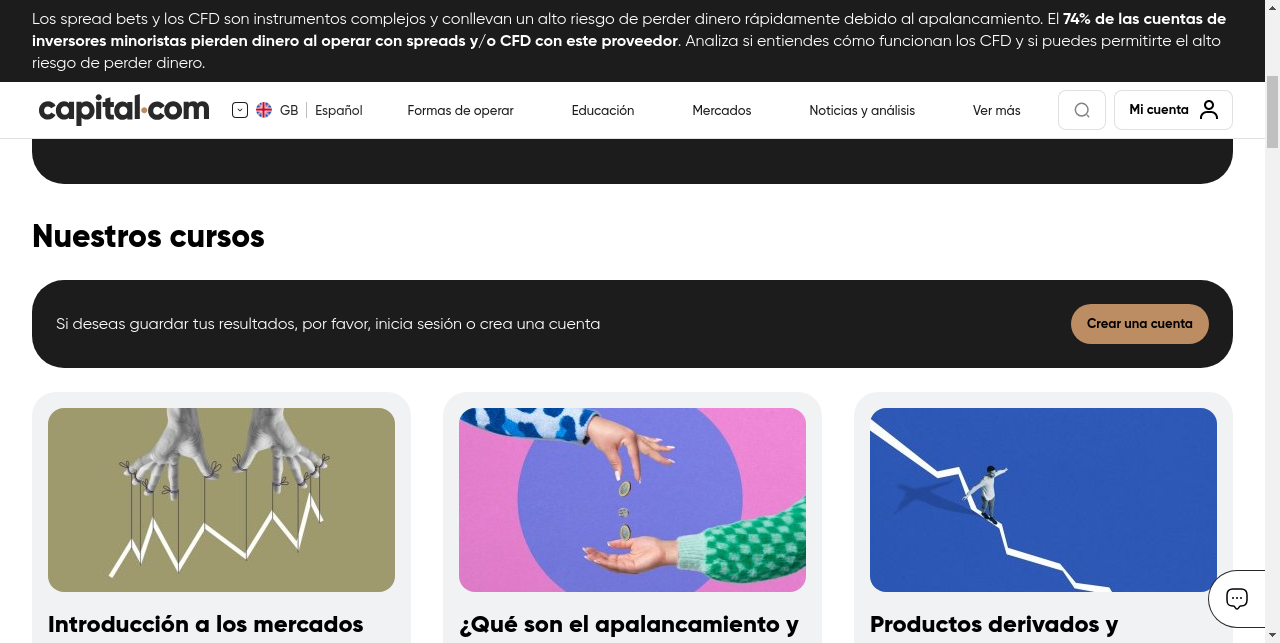 Los spread bets y los CFD son instrumentos complejos y conllevan un alto riesgo de perder dinero rápidamente debido al apalancamiento. El 74% de las cuentas de
inversores minoristas pierden dinero al operar con spreads y/o CFD con este proveedor. Analiza si entiendes cómo funcionan los CFD y si puedes permitirte el alto
riesgo de perder dinero.
capital.com GB Español Formas de operar Educación Mercados Noticias y análisis Ver más Mi cuenta
Nuestros cursos
Si deseas guardar tus resultados, por favor, inicia sesión o crea una cuenta Crear una cuenta
Introducción a los mercados
¿Qué son el apalancamiento y
Productos derivados y